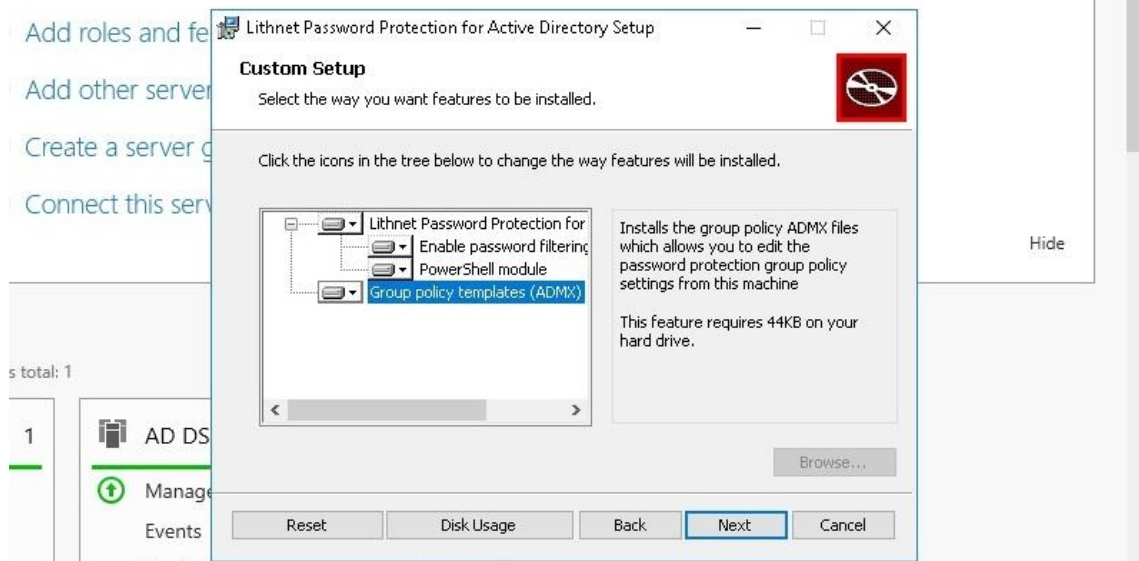 Add roles and fe
Add other server
Create a server g
Connect this serv
Hide
s total: 1
1
AD DS
Manage
Events
Lithnet Password Protection for Active Directory Setup
Custom Setup
Select the way you want features to be installed.
Click the icons in the tree below to change the way features will be installed.
Lithnet Password Protection for
Enable password filtering
PowerShell module
Group policy templates (ADMX)
Installs the group policy ADMX files
which allows you to edit the
password protection group policy
settings from this machine
This feature requires 44KB on your
hard drive.
Browse...
Reset
Disk Usage
Back
Next
Cancel